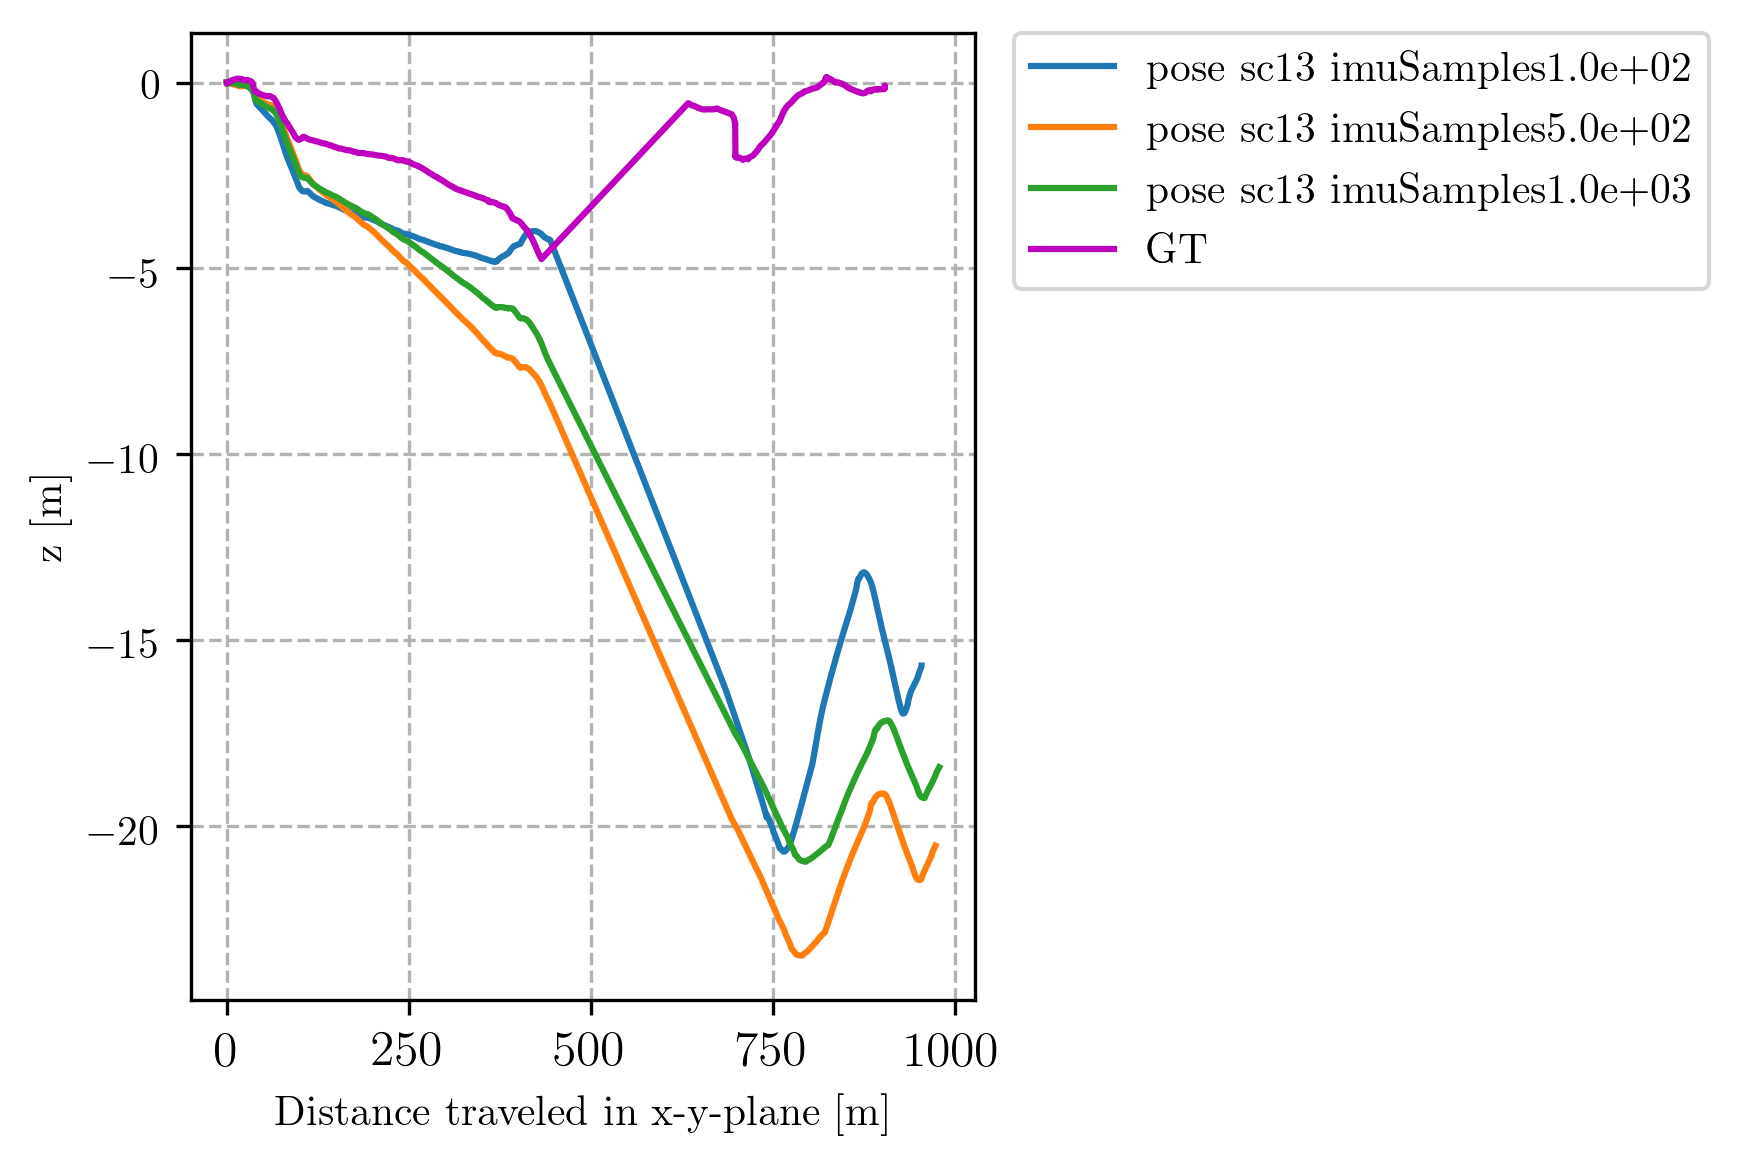 pose sc13 imuSamples1.0e+02
pose sc13 imuSamples5.0e+02
pose sc13 imuSamples1.0e+03
GT
0
−5
−10
−15
−20
z [m]
0 250 500 750 1000
Distance traveled in x-y-plane [m]